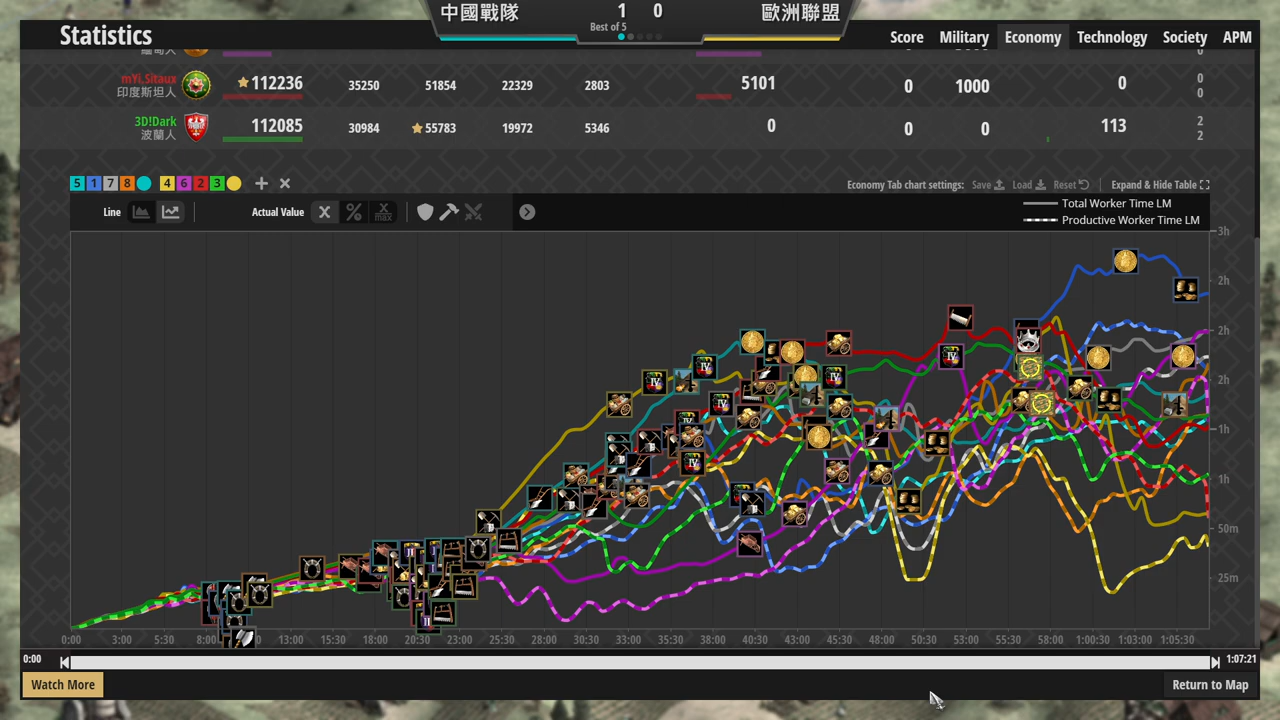 中國戰隊 1 0 歐洲聯盟
Best of 5
Statistics
Score Military Economy Technology Society APM
緬甸人
mYi.Sitaux
印度斯坦人
112236 35250 51854 22329 2803 5101 0 1000 0 0
0
3D!Dark
波蘭人
112085 30984 55783 19972 5346 0 0 0 113 2
2
5 1 7 8 4 6 2 3
Economy Tab chart settings: Save Load Reset Expand & Hide Table
Line Actual Value X % X max
Total Worker Time LM
Productive Worker Time LM
3h
2h
2h
2h
1h
1h
50m
25m
0:00 3:00 5:30 8:00 13:00 15:30 18:00 20:30 23:00 25:30 28:00 30:30 33:00 35:30 38:00 40:30 43:00 45:30 48:00 50:30 53:00 55:30 58:00 1:00:30 1:03:00 1:05:30
0:00 1:07:21
Watch More Return to Map